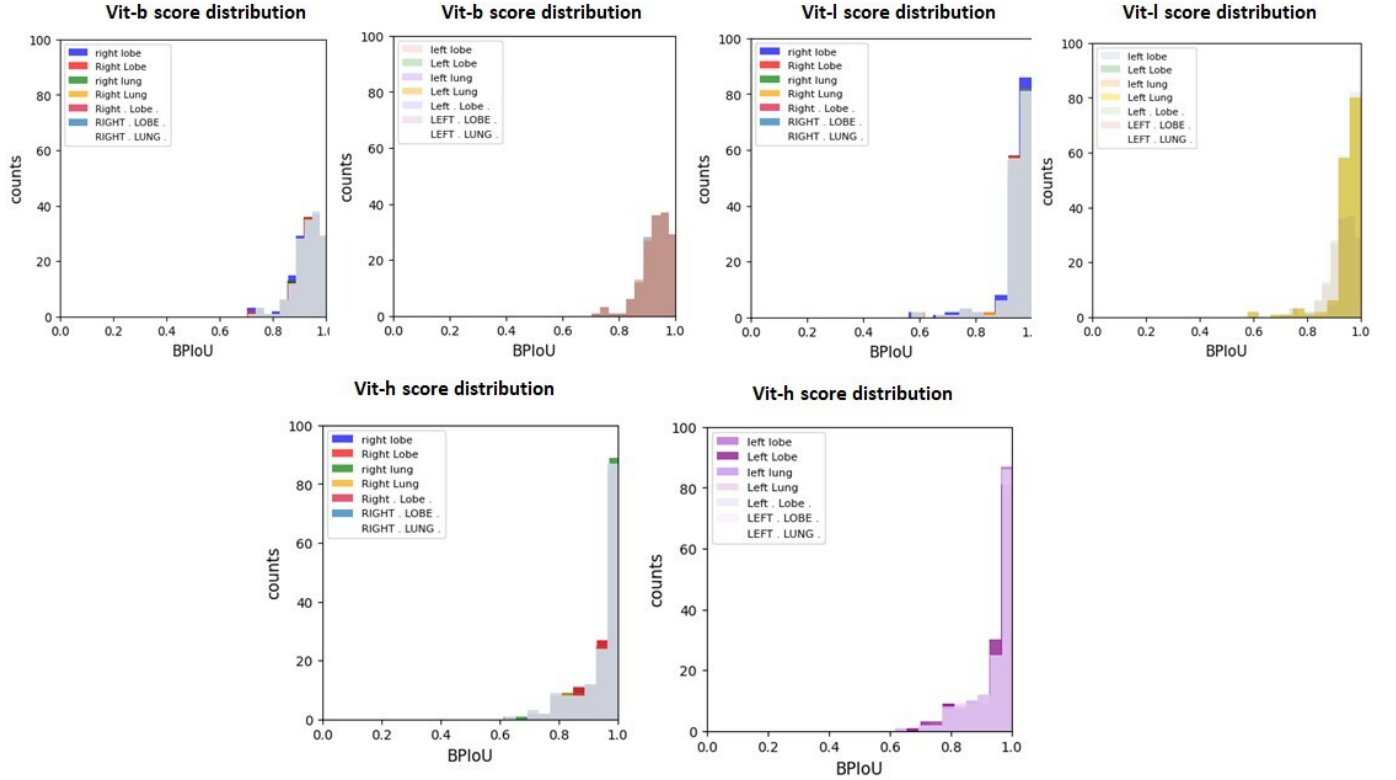 Vit-b score distribution
100
80
60
40
20
0
counts
right lobe
Right Lobe
right lung
Right Lung
Right . Lobe .
RIGHT . LOBE .
RIGHT . LUNG .
0.0 0.2 0.4 0.6 0.8 1.0
BPIoU
Vit-b score distribution
100
80
60
40
20
0
counts
left lobe
Left Lobe
left lung
Left Lung
Left . Lobe .
LEFT . LOBE .
LEFT . LUNG .
0.0 0.2 0.4 0.6 0.8 1.0
BPIoU
Vit-l score distribution
100
80
60
40
20
0
counts
right lobe
Right Lobe
right lung
Right Lung
Right . Lobe .
RIGHT . LOBE .
RIGHT . LUNG .
0.0 0.2 0.4 0.6 0.8 1.
BPIoU
Vit-l score distribution
100
80
60
40
20
0
counts
left lobe
Left Lobe
left lung
Left Lung
Left . Lobe .
LEFT . LOBE .
LEFT . LUNG .
0.0 0.2 0.4 0.6 0.8 1.0
BPIoU
Vit-h score distribution
100
80
60
40
20
0
counts
right lobe
Right Lobe
right lung
Right Lung
Right . Lobe .
RIGHT . LOBE .
RIGHT . LUNG .
0.0 0.2 0.4 0.6 0.8 1.0
BPIoU
Vit-h score distribution
100
80
60
40
20
0
counts
left lobe
Left Lobe
left lung
Left Lung
Left . Lobe .
LEFT . LOBE .
LEFT . LUNG .
0.0 0.2 0.4 0.6 0.8 1.0
BPIoU